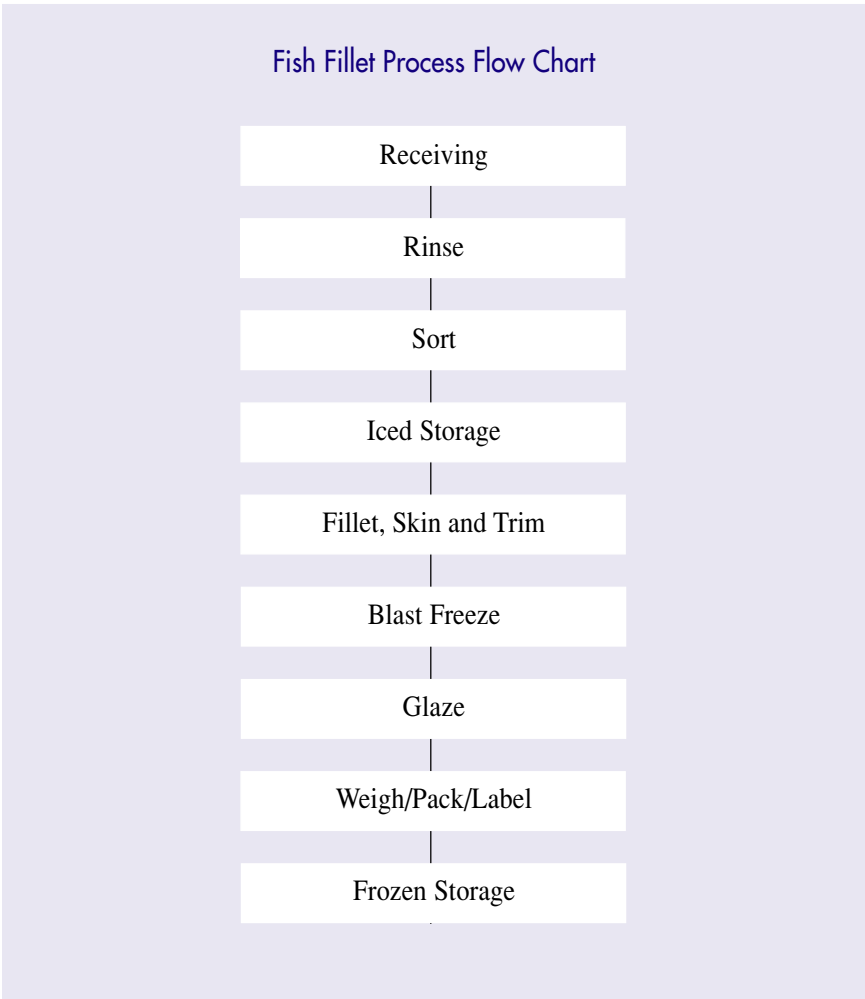 Fish Fillet Process Flow Chart
Receiving
Rinse
Sort
Iced Storage
Fillet, Skin and Trim
Blast Freeze
Glaze
Weigh/Pack/Label
Frozen Storage